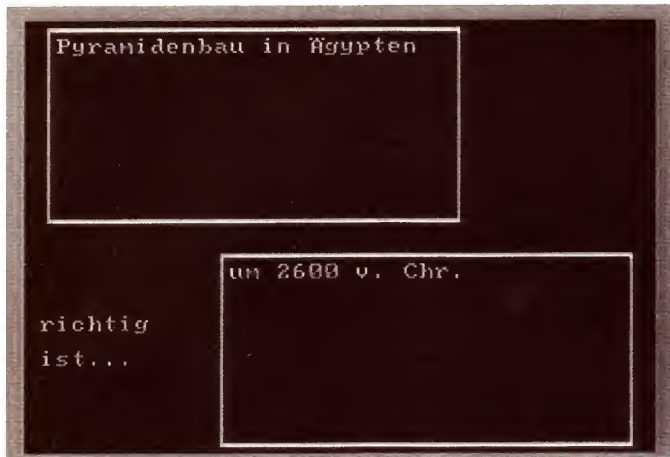 Pyramidenbau in Ägypten
um 2600 v. Chr.
richtig
ist...